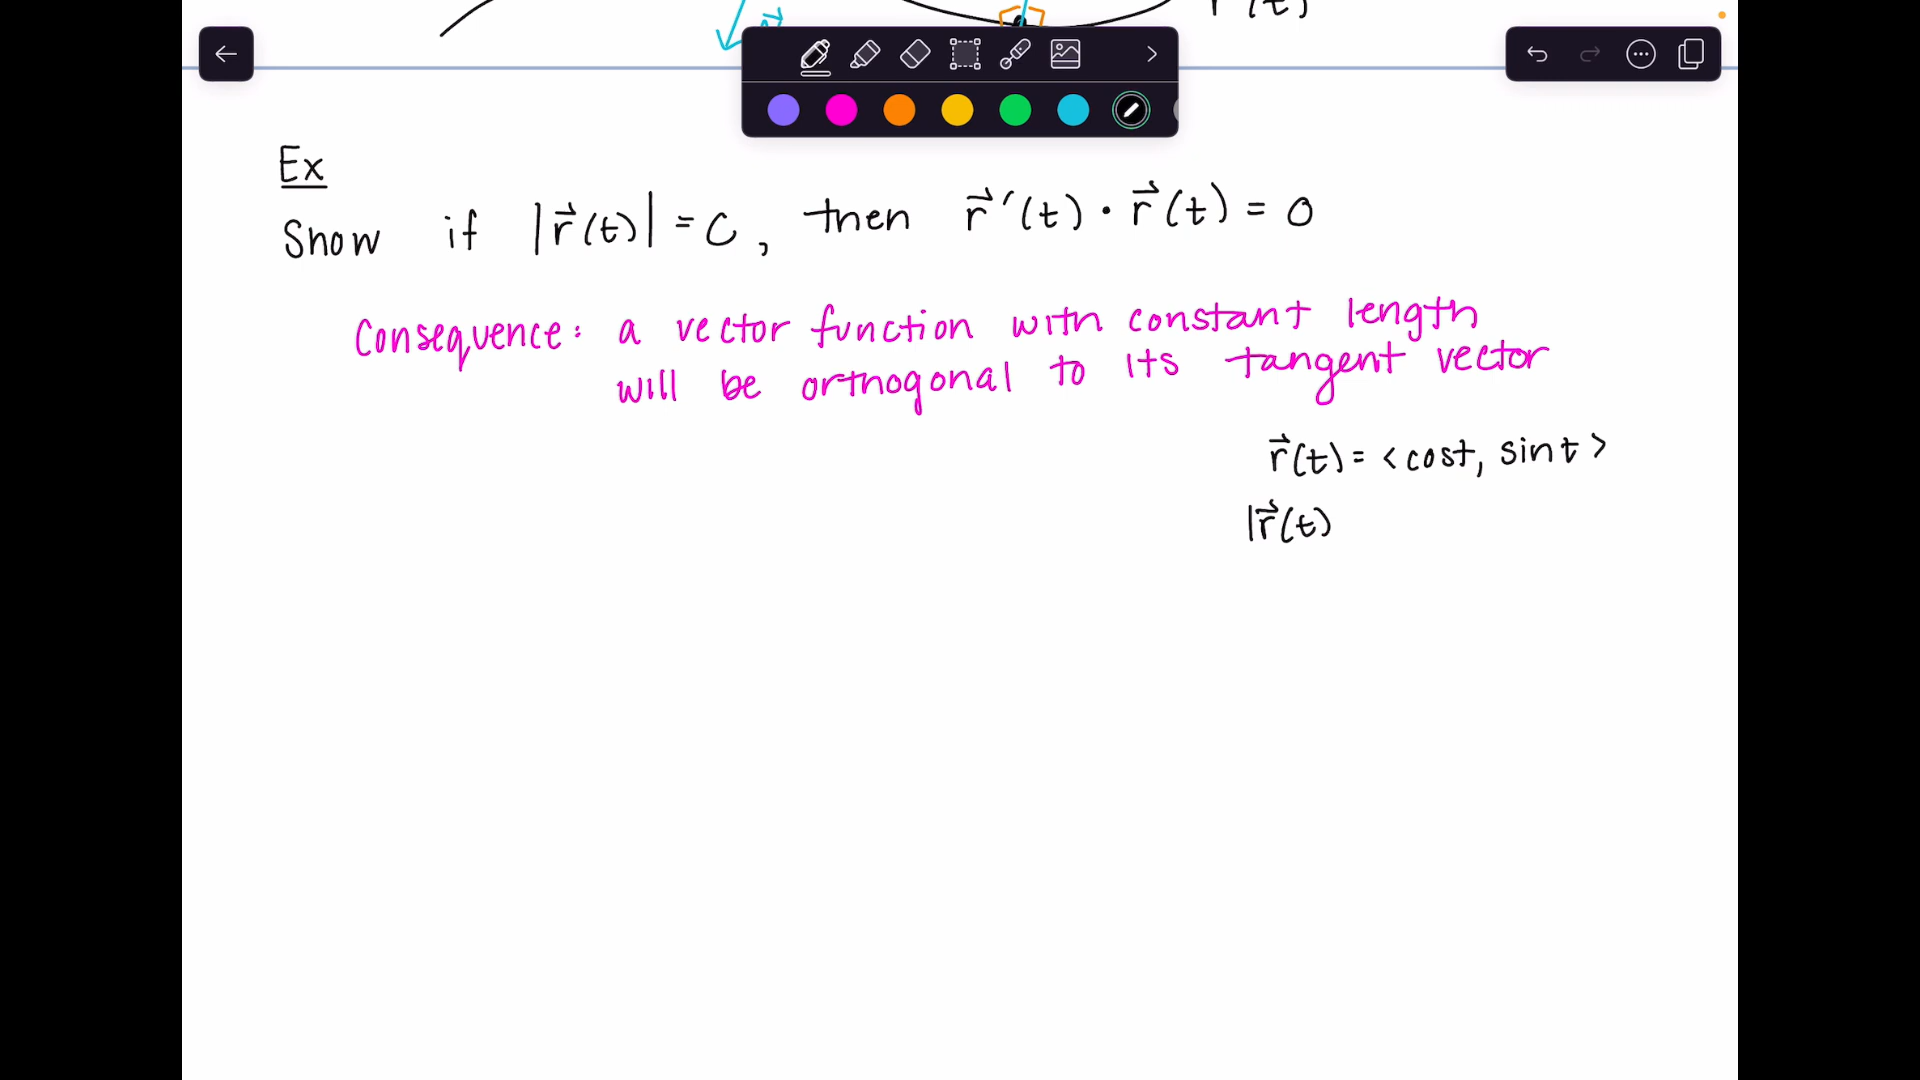 r'(t)
Ex
Show if |r⃗(t)| = C, then r⃗'(t) · r⃗(t) = 0
Consequence: a vector function with constant length
will be orthogonal to its tangent vector
r⃗(t) = <cost, sint>
|r⃗(t)